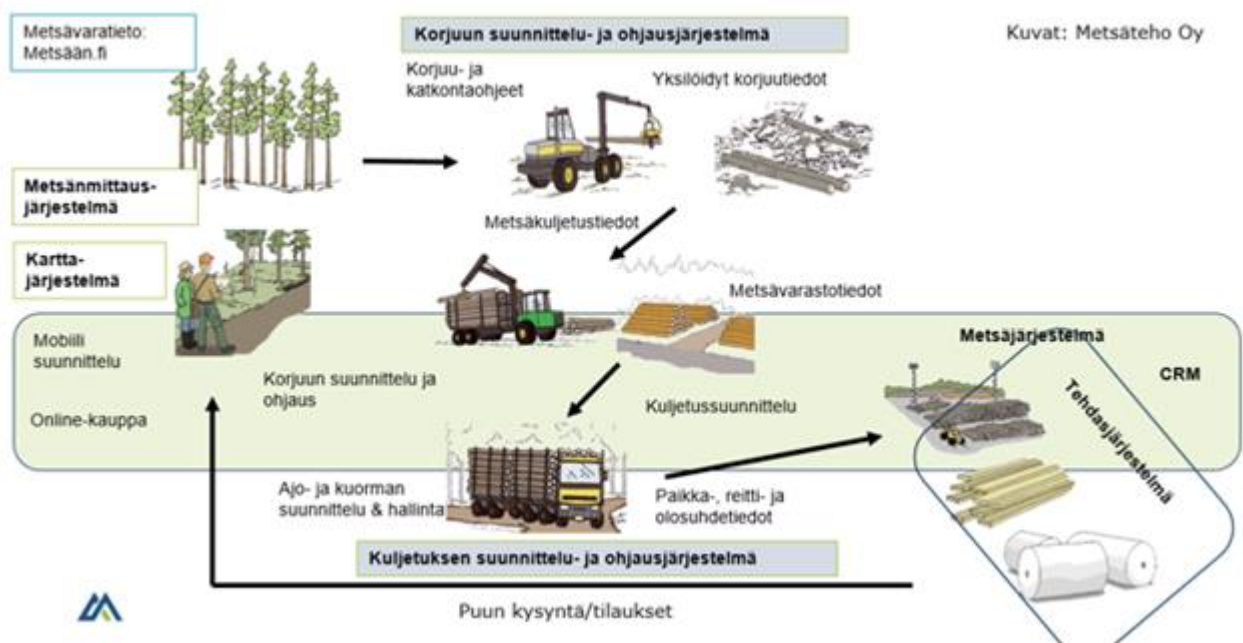 Metsävaratieto:
Metsään.fi
Korjuun suunnittelu- ja ohjausjärjestelmä
Kuvat: Metsäteho Oy
Korjuu- ja
katkontaohjeet
Yksilöidyt korjuutiedot
Metsänmittaus-
järjestelmä
Metsäkuljetustiedot
Kartta-
järjestelmä
Metsävarastotiedot
Mobiili
suunnittelu
Metsäjärjestelmä
CRM
Korjuun suunnittelu ja
ohjaus
Online-kauppa
Kuljetussuunnittelu
Tehdasjärjestelmä
Ajo- ja kuorman
suunnittelu & hallinta
Paikka-, reitti- ja
olosuhdetiedot
Kuljetuksen suunnittelu- ja ohjausjärjestelmä
Puun kysyntä/tilaukset